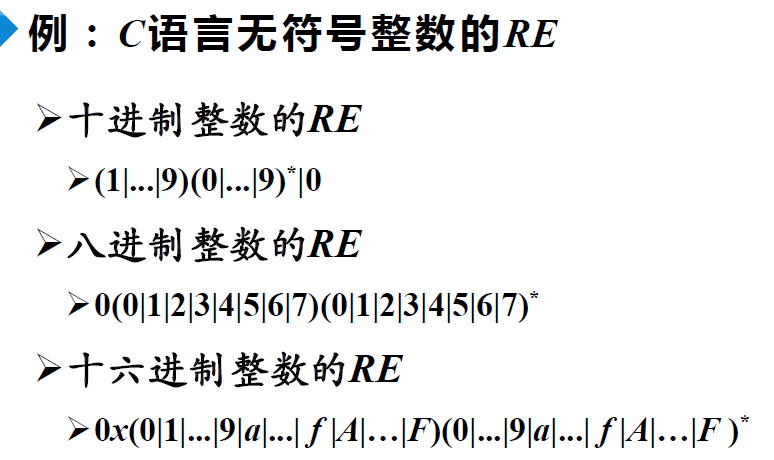 例：C语言无符号整数的RE
➢十进制整数的RE
➢(1|...|9)(0|...|9)*|0
➢八进制整数的RE
➢0(0|1|2|3|4|5|6|7)(0|1|2|3|4|5|6|7)*
➢十六进制整数的RE
➢0x(0|1|...|9|a|...| f |A|…|F)(0|...|9|a|...| f |A|…|F )*